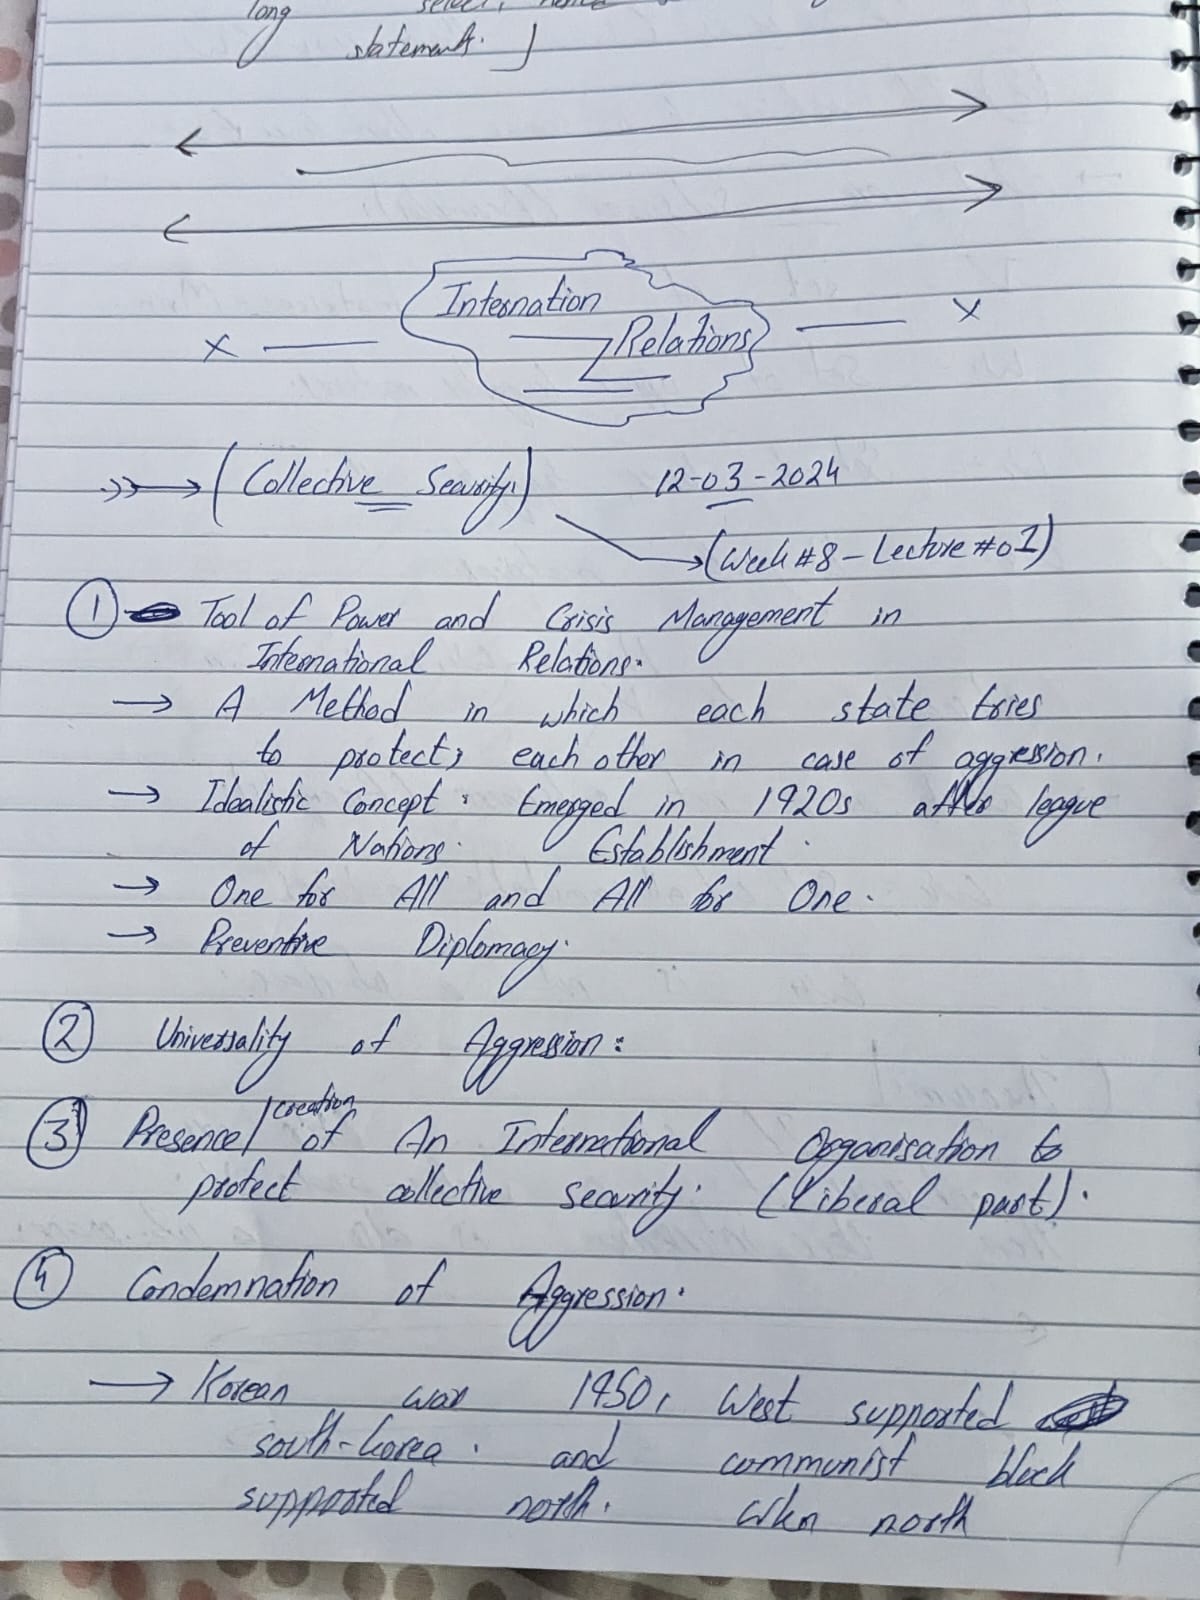 long select, hence
statement. ]
Internation
Relations
x x
(Collective Security.) 12-03-2024
(Week #8 - Lecture #01)
1 Tool of Power and Crisis Management in
International Relations.
→ A Method in which each state tries
to protect, each other in case of aggression.
→ Idealistic Concept. Emerged in 1920s after league
of Nations. Establishment.
→ One for All and All for One.
→ Preventive Diplomacy.
2 Universality of Aggression:
3 Presence/creation of An International Organisation to
protect collective security. (Liberal part).
4 Condemnation of Aggression.
→ Korean war 1950, West supported
south-korea. and communist block
supported north. When north